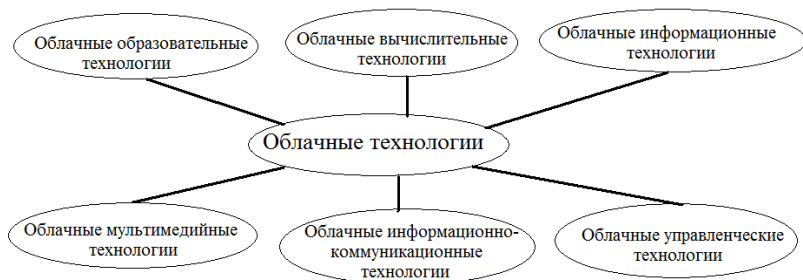 Облачные образовательные
технологии
Облачные вычислительные
технологии
Облачные информационные
технологии
Облачные технологии
Облачные мультимедийные
технологии
Облачные информационно-
коммуникационные
технологии
Облачные управленческие
технологии